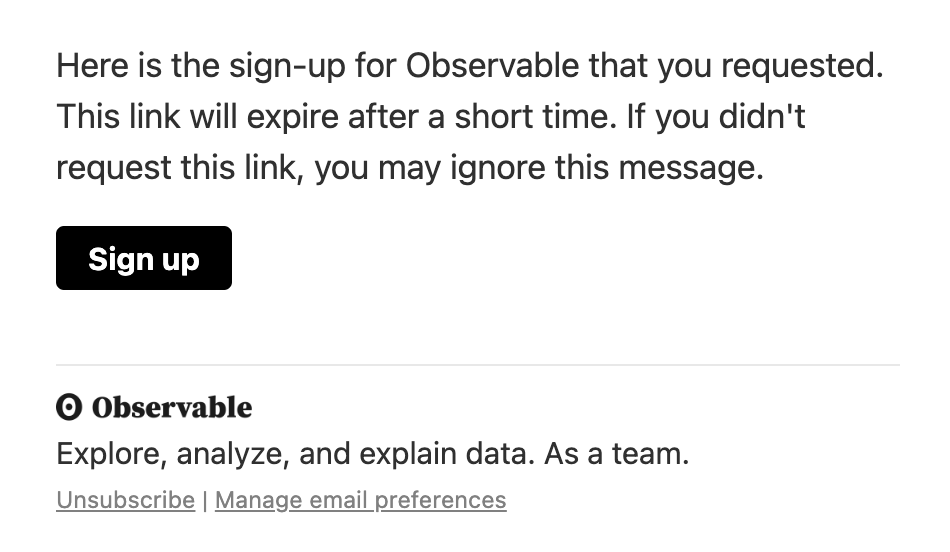 Here is the sign-up for Observable that you requested.
This link will expire after a short time. If you didn't
request this link, you may ignore this message.
Sign up
Observable
Explore, analyze, and explain data. As a team.
Unsubscribe | Manage email preferences